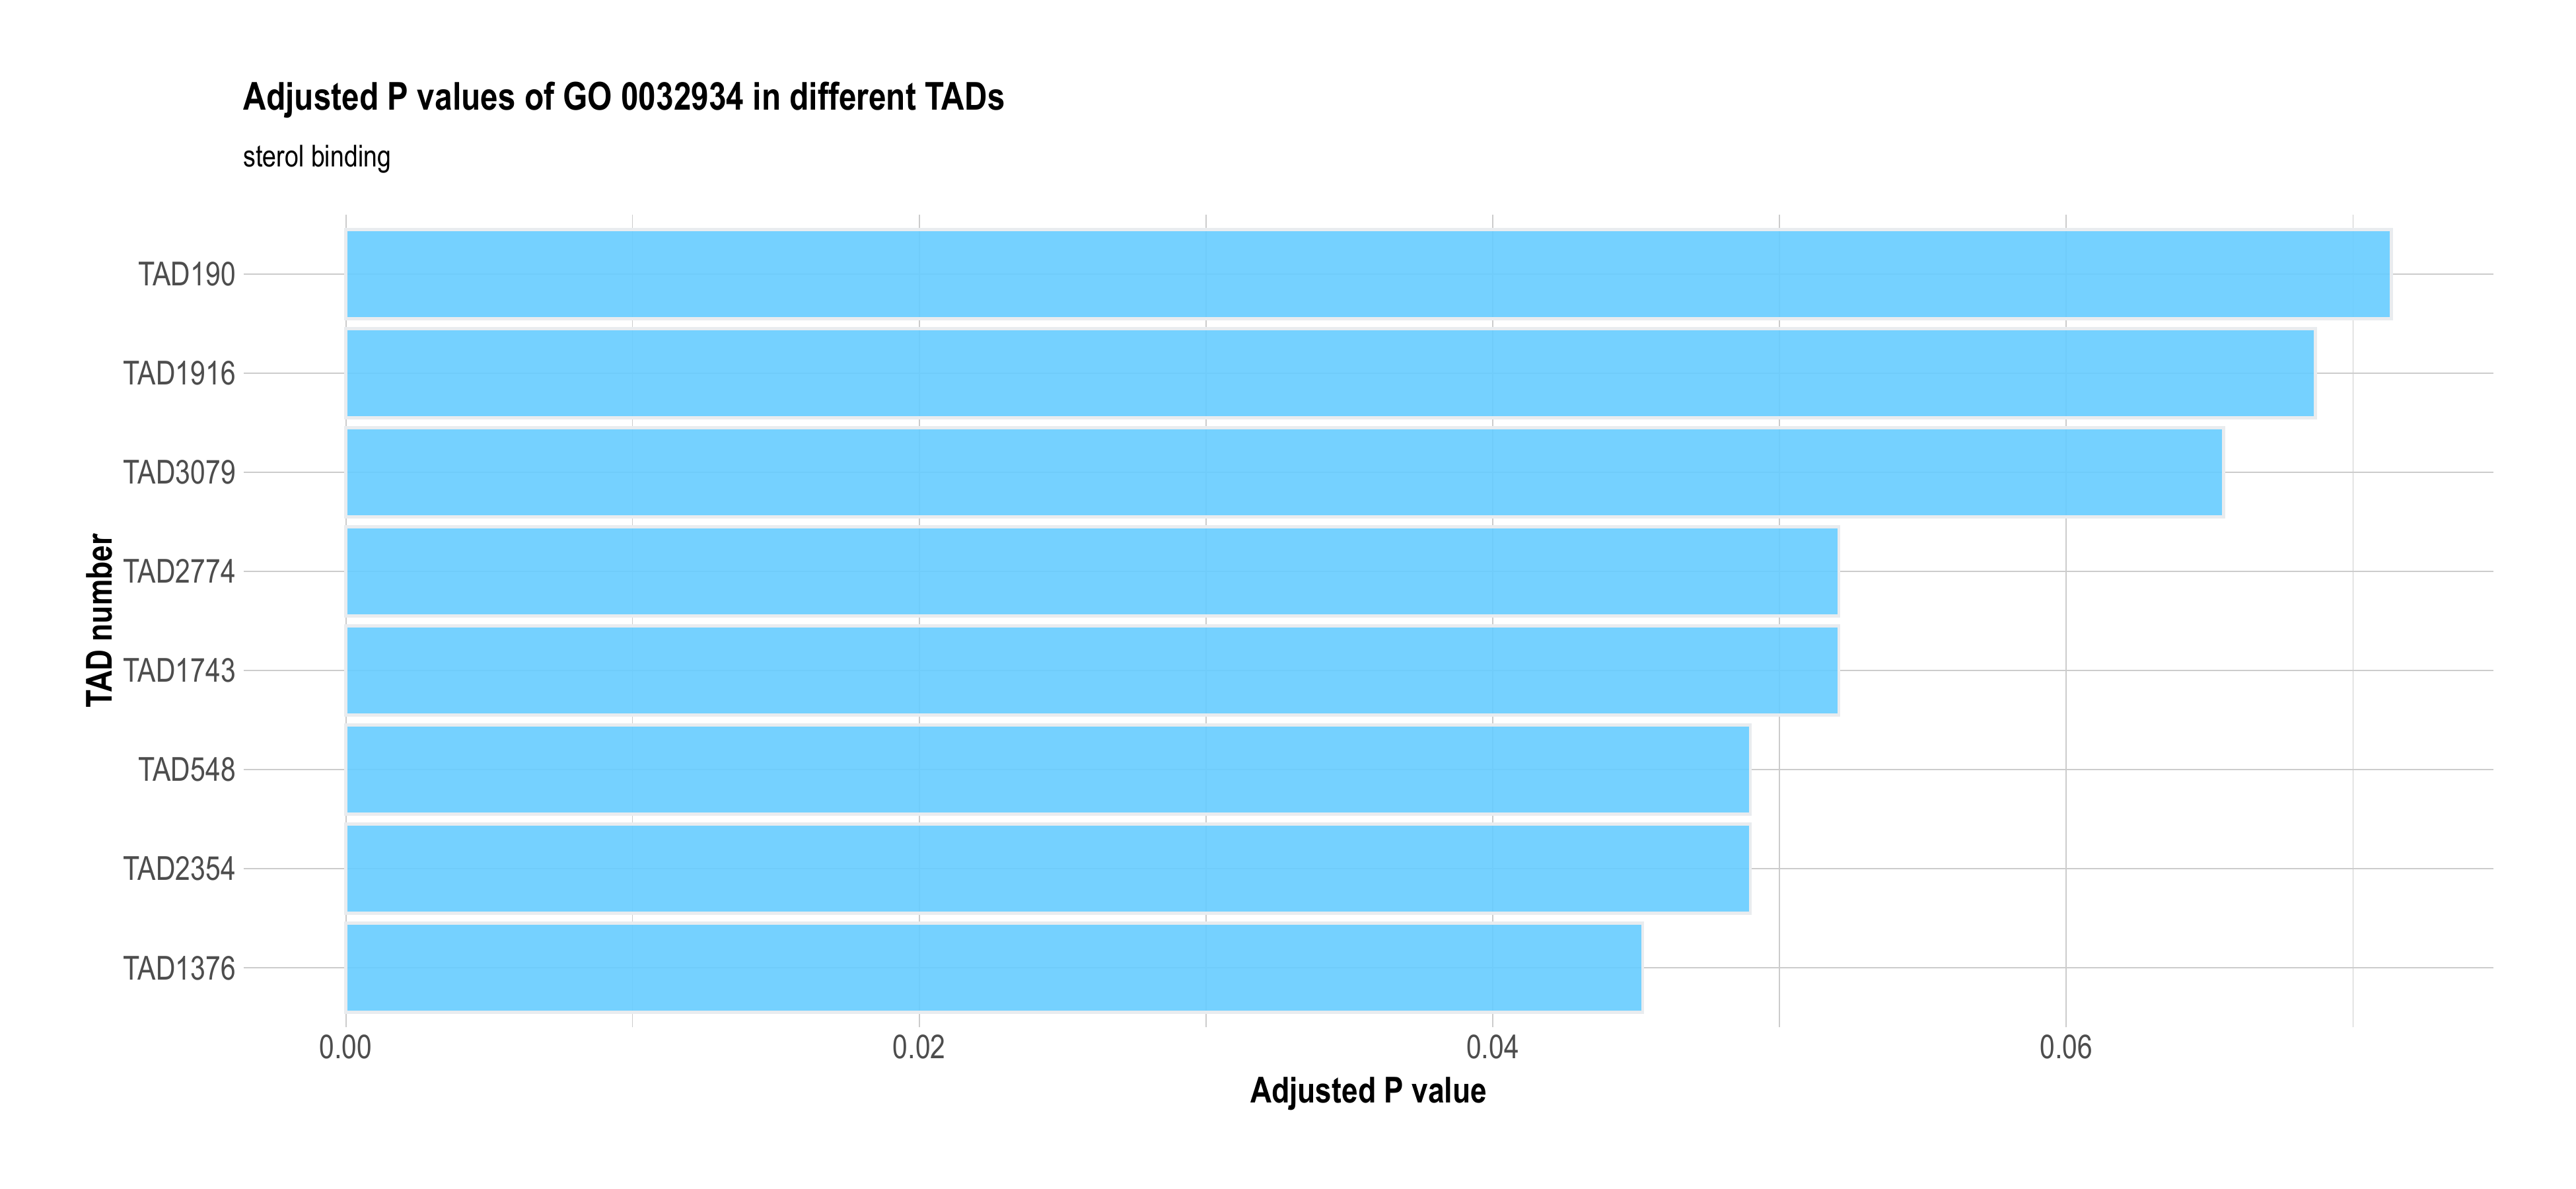 Adjusted P values of GO 0032934 in different TADs
sterol binding
TAD190
TAD1916
TAD3079
TAD2774
TAD1743
TAD548
TAD2354
TAD1376
TAD number
0.00 0.02 0.04 0.06
Adjusted P value